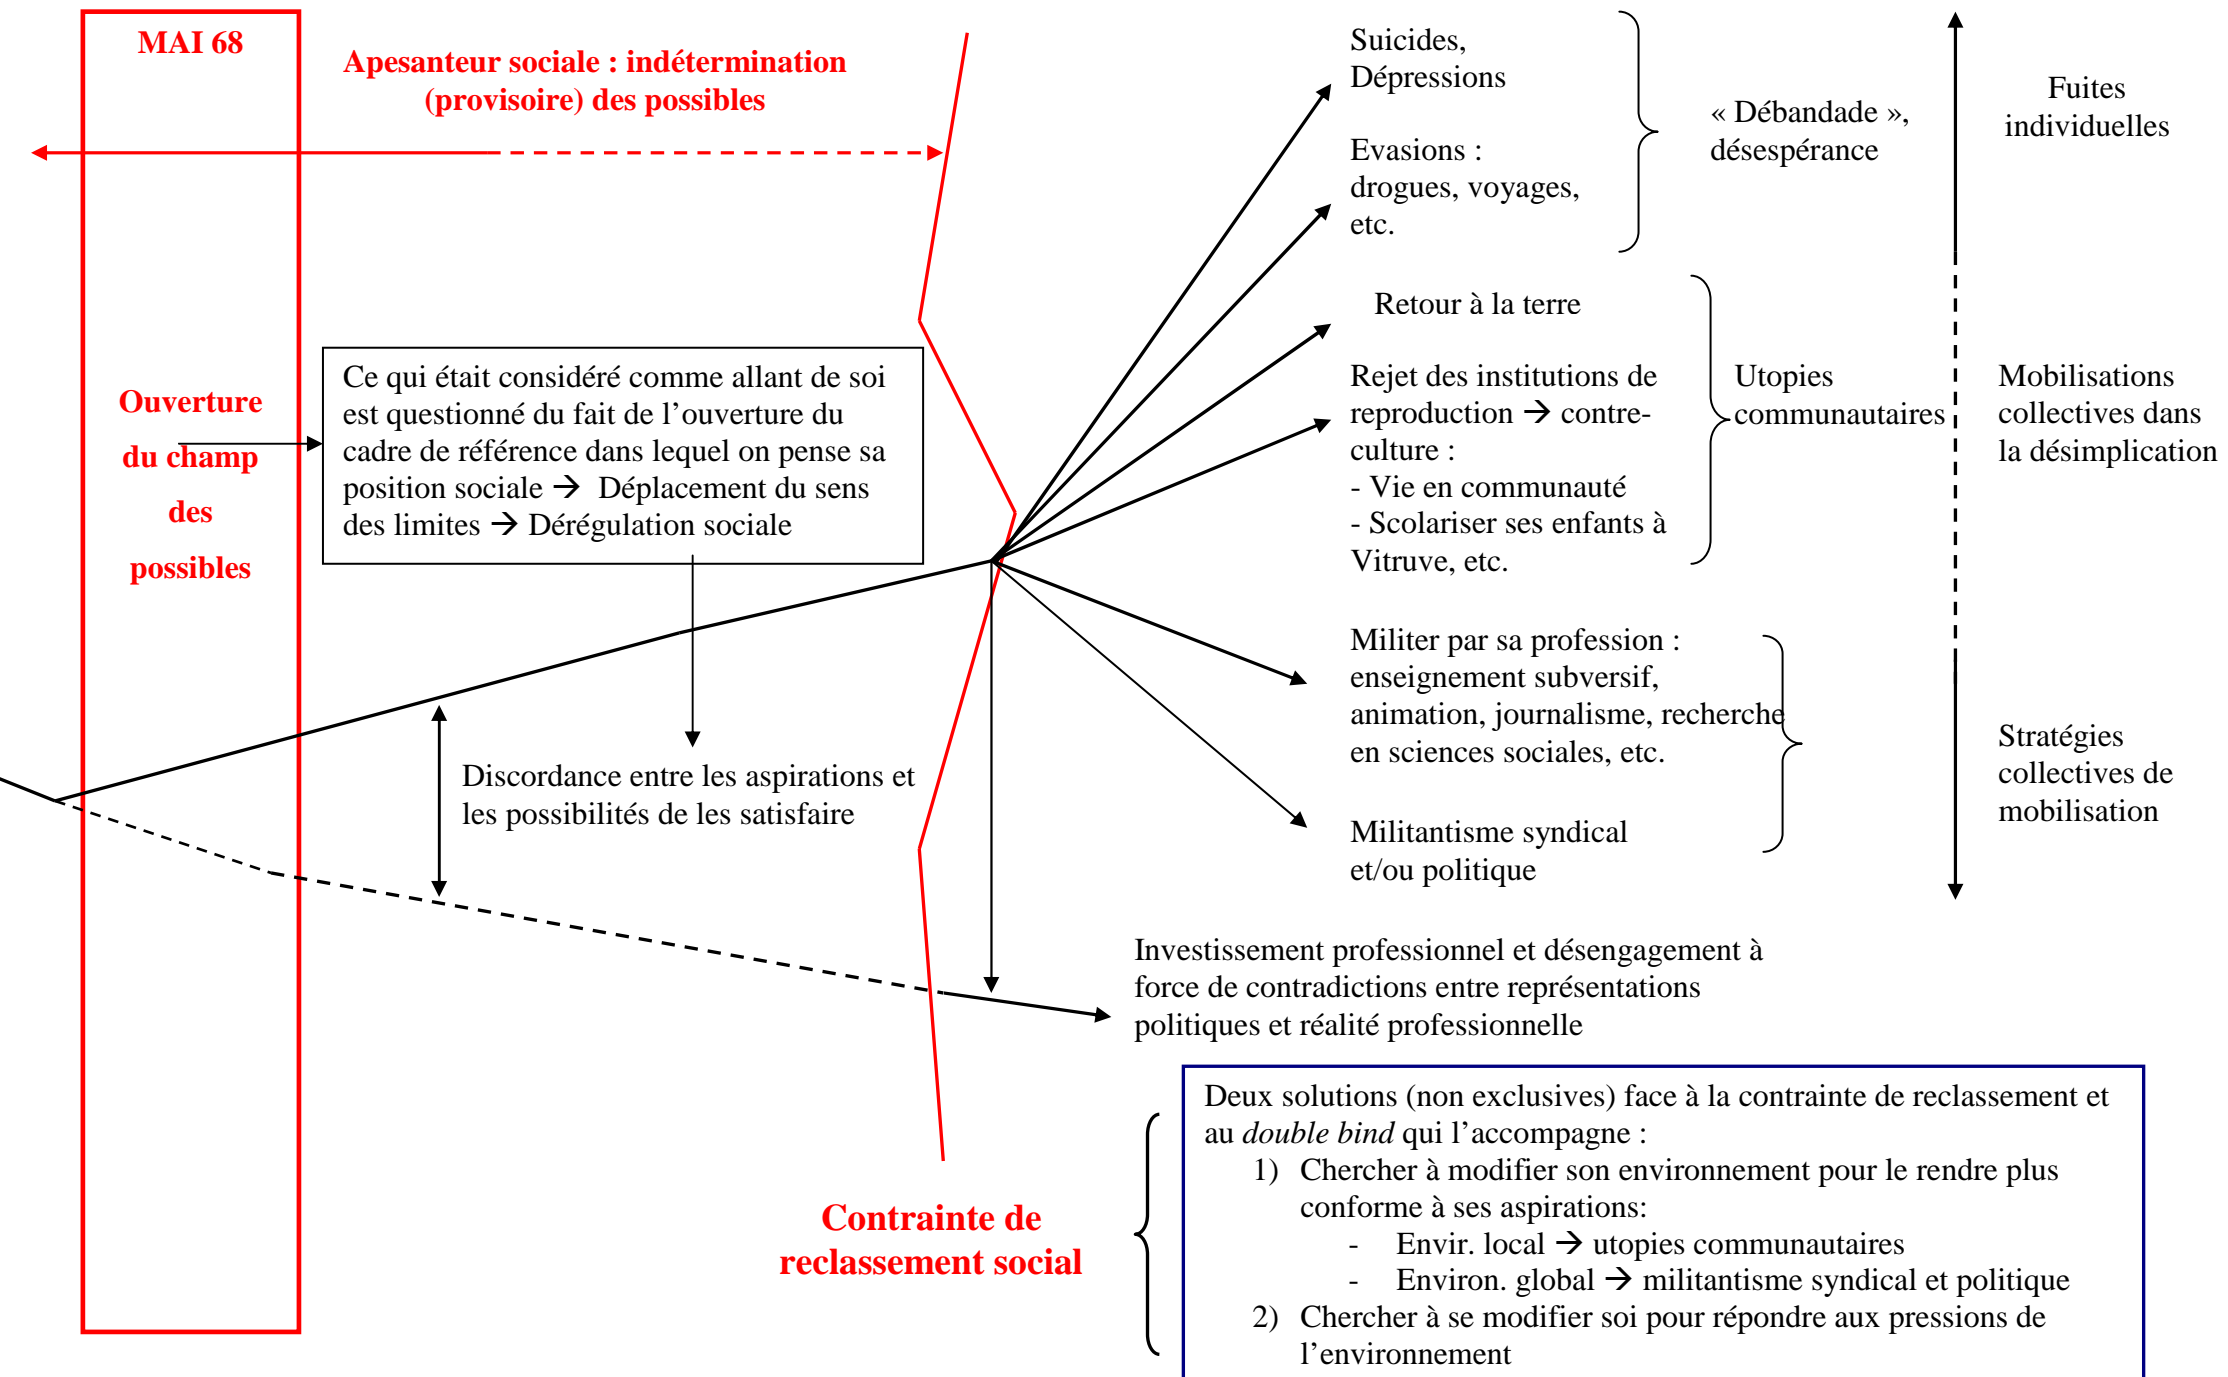 MAI 68
Apesanteur sociale : indétermination
(provisoire) des possibles
Ouverture
du champ
des
possibles
Ce qui était considéré comme allant de soi
est questionné du fait de l’ouverture du
cadre de référence dans lequel on pense sa
position sociale → Déplacement du sens
des limites → Dérégulation sociale
Discordance entre les aspirations et
les possibilités de les satisfaire
Suicides,
Dépressions
Evasions :
drogues, voyages,
etc.
« Débandade »,
désespérance
Fuites
individuelles
Retour à la terre
Rejet des institutions de
reproduction → contre-
culture :
- Vie en communauté
- Scolariser ses enfants à
Vitruve, etc.
Utopies
communautaires
Mobilisations
collectives dans
la désimplication
Militer par sa profession :
enseignement subversif,
animation, journalisme, recherche
en sciences sociales, etc.
Militantisme syndical
et/ou politique
Stratégies
collectives de
mobilisation
Investissement professionnel et désengagement à
force de contradictions entre représentations
politiques et réalité professionnelle
Contrainte de
reclassement social
Deux solutions (non exclusives) face à la contrainte de reclassement et
au double bind qui l’accompagne :
1) Chercher à modifier son environnement pour le rendre plus
conforme à ses aspirations:
- Envir. local → utopies communautaires
- Environ. global → militantisme syndical et politique
2) Chercher à se modifier soi pour répondre aux pressions de
l’environnement